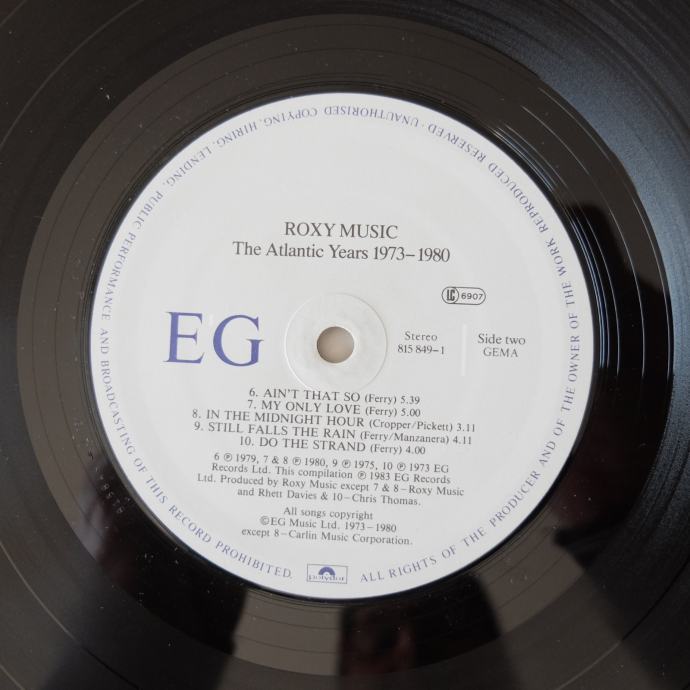 ROXY MUSIC
The Atlantic Years 1973–1980
LC 6907
EG
Stereo
815 849–1
Side two
GEMA
6. AIN'T THAT SO (Ferry) 5.39
7. MY ONLY LOVE (Ferry) 5.00
8. IN THE MIDNIGHT HOUR (Cropper/Pickett) 3.11
9. STILL FALLS THE RAIN (Ferry/Manzanera) 4.11
10. DO THE STRAND (Ferry) 4.00
6 ℗ 1979, 7 & 8 ℗ 1980, 9 ℗ 1975, 10 ℗ 1973 EG
Records Ltd. This compilation ℗ 1983 EG Records
Ltd. Produced by Roxy Music except 7 & 8–Roxy Music
and Rhett Davies & 10–Chris Thomas.
All songs copyright
©EG Music Ltd. 1973–1980
except 8–Carlin Music Corporation.
polydor
ALL RIGHTS OF THE PRODUCER AND OF THE OWNER OF THE WORK REPRODUCED RESERVED · UNAUTHORISED COPYING, HIRING, LENDING, PUBLIC PERFORMANCE AND BROADCASTING OF THIS RECORD PROHIBITED.